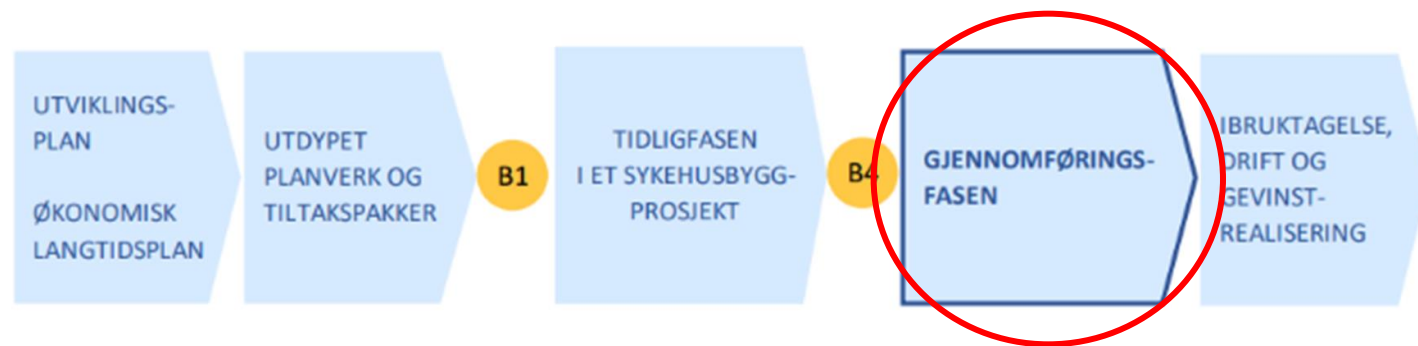 UTVIKLINGS-
PLAN
ØKONOMISK
LANGTIDSPLAN
UTDYPET
PLANVERK OG
TILTAKSPAKKER
B1
TIDLIGFASEN
I ET SYKEHUSBYGG-
PROSJEKT
B4
GJENNOMFØRINGS-
FASEN
IBRUKTAGELSE,
DRIFT OG
GEVINST-
REALISERING